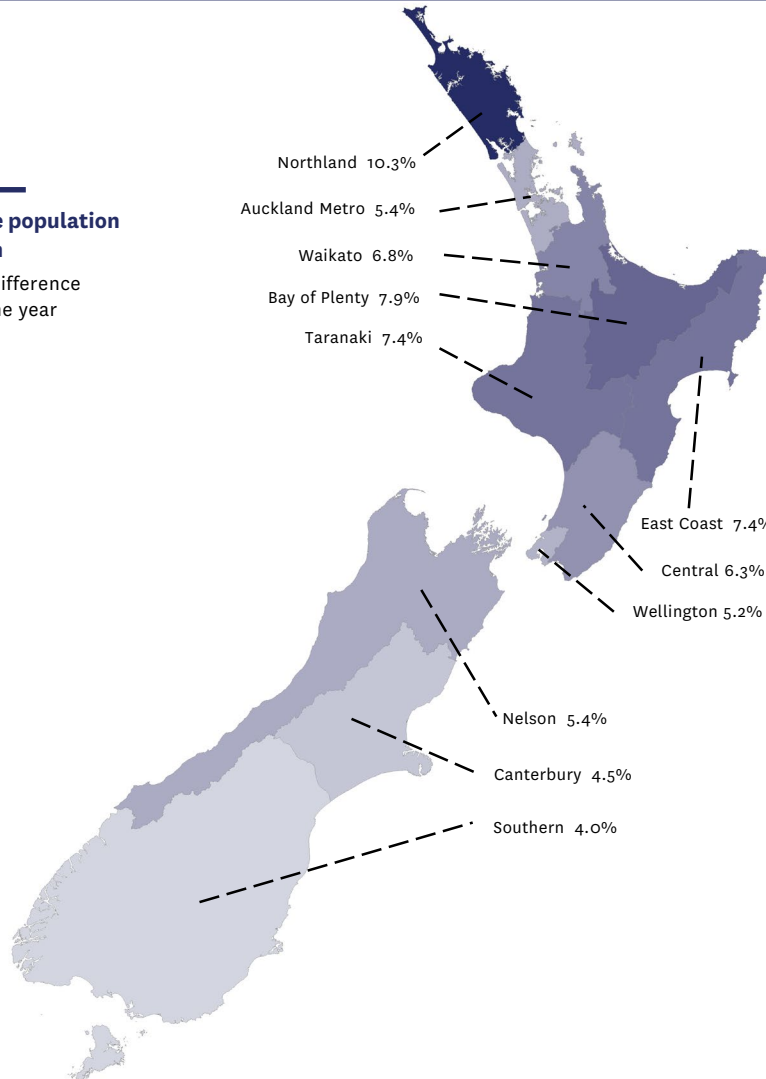 Northland 10.3%
population
Auckland Metro 5.4%
ifference
Waikato 6.8%
year
Bay of Plenty 7.9%
Taranaki 7.4%
East Coast 7.4%
Central 6.3%
Wellington 5.2%
Nelson 5.4%
Canterbury 4.5%
Southern 4.0%